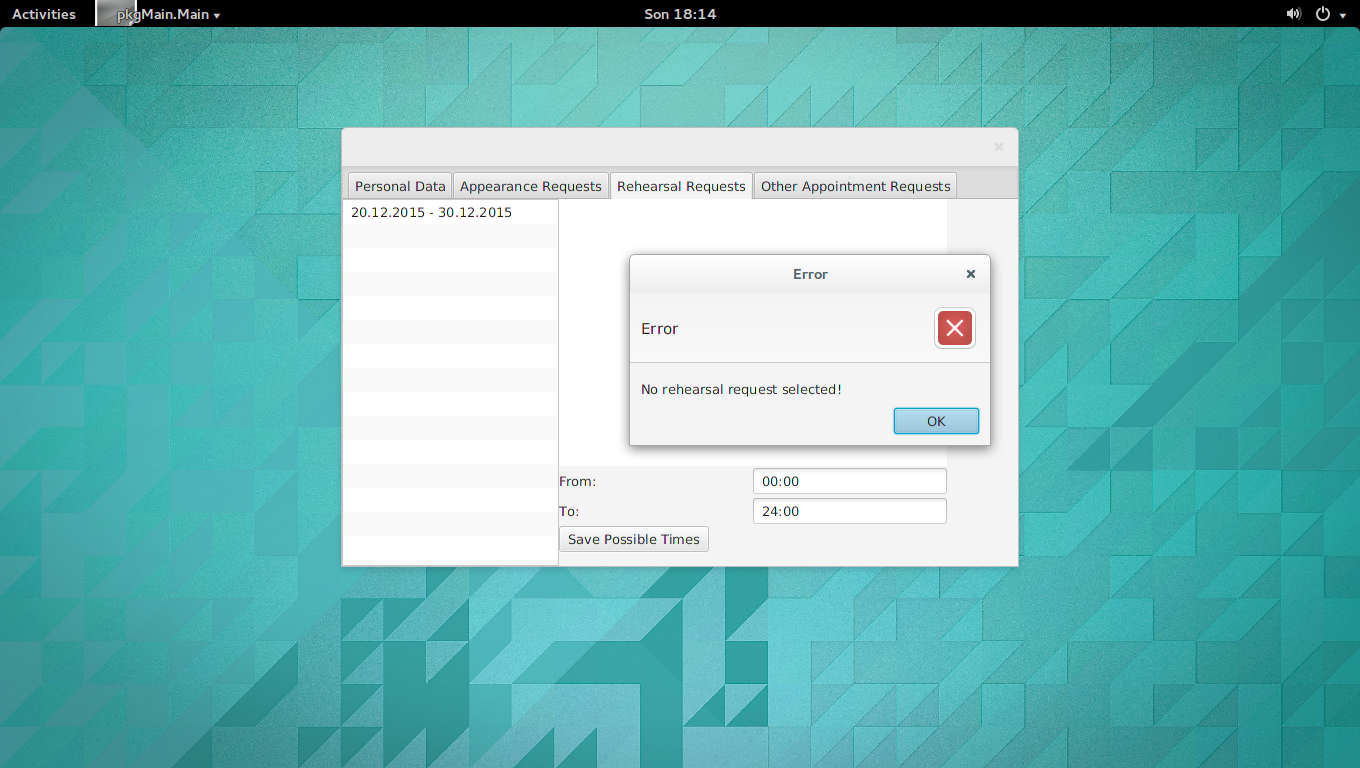 Activities pkgMain.Main Son 18:14
Personal Data Appearance Requests Rehearsal Requests Other Appointment Requests
20.12.2015 - 30.12.2015
Error
Error
No rehearsal request selected!
OK
From: 00:00
To: 24:00
Save Possible Times